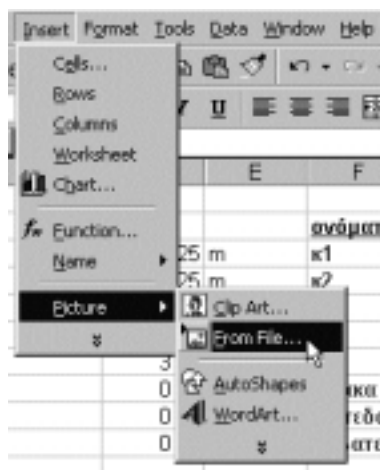 Insert Format Tools Data Window Help
Cells...
Rows
U
Columns
Worksheet
E F
Chart...
Function...
25 m κ1
Name
25 m κ2
Picture
Clip Art...
From File...
3
0 AutoShapes
0 WordArt...
0